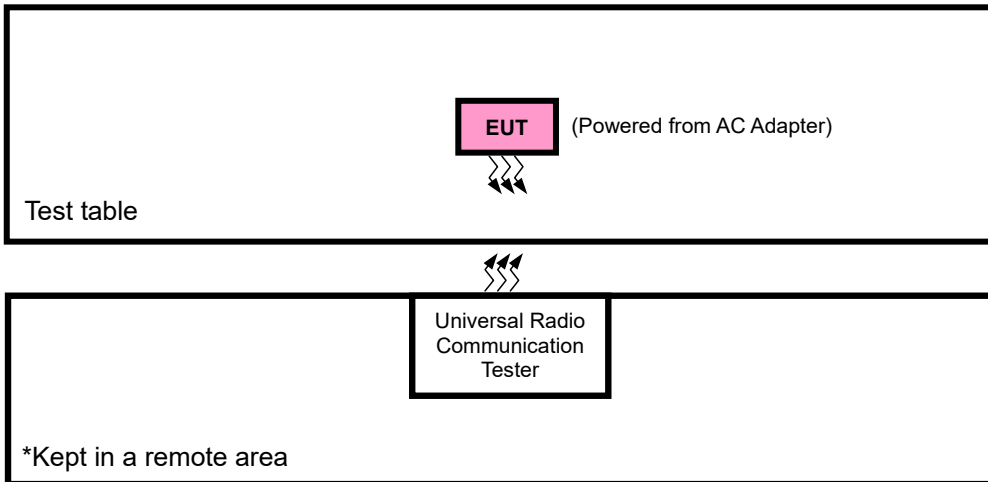 EUT
(Powered from AC Adapter)
Test table
Universal Radio
Communication
Tester
*Kept in a remote area